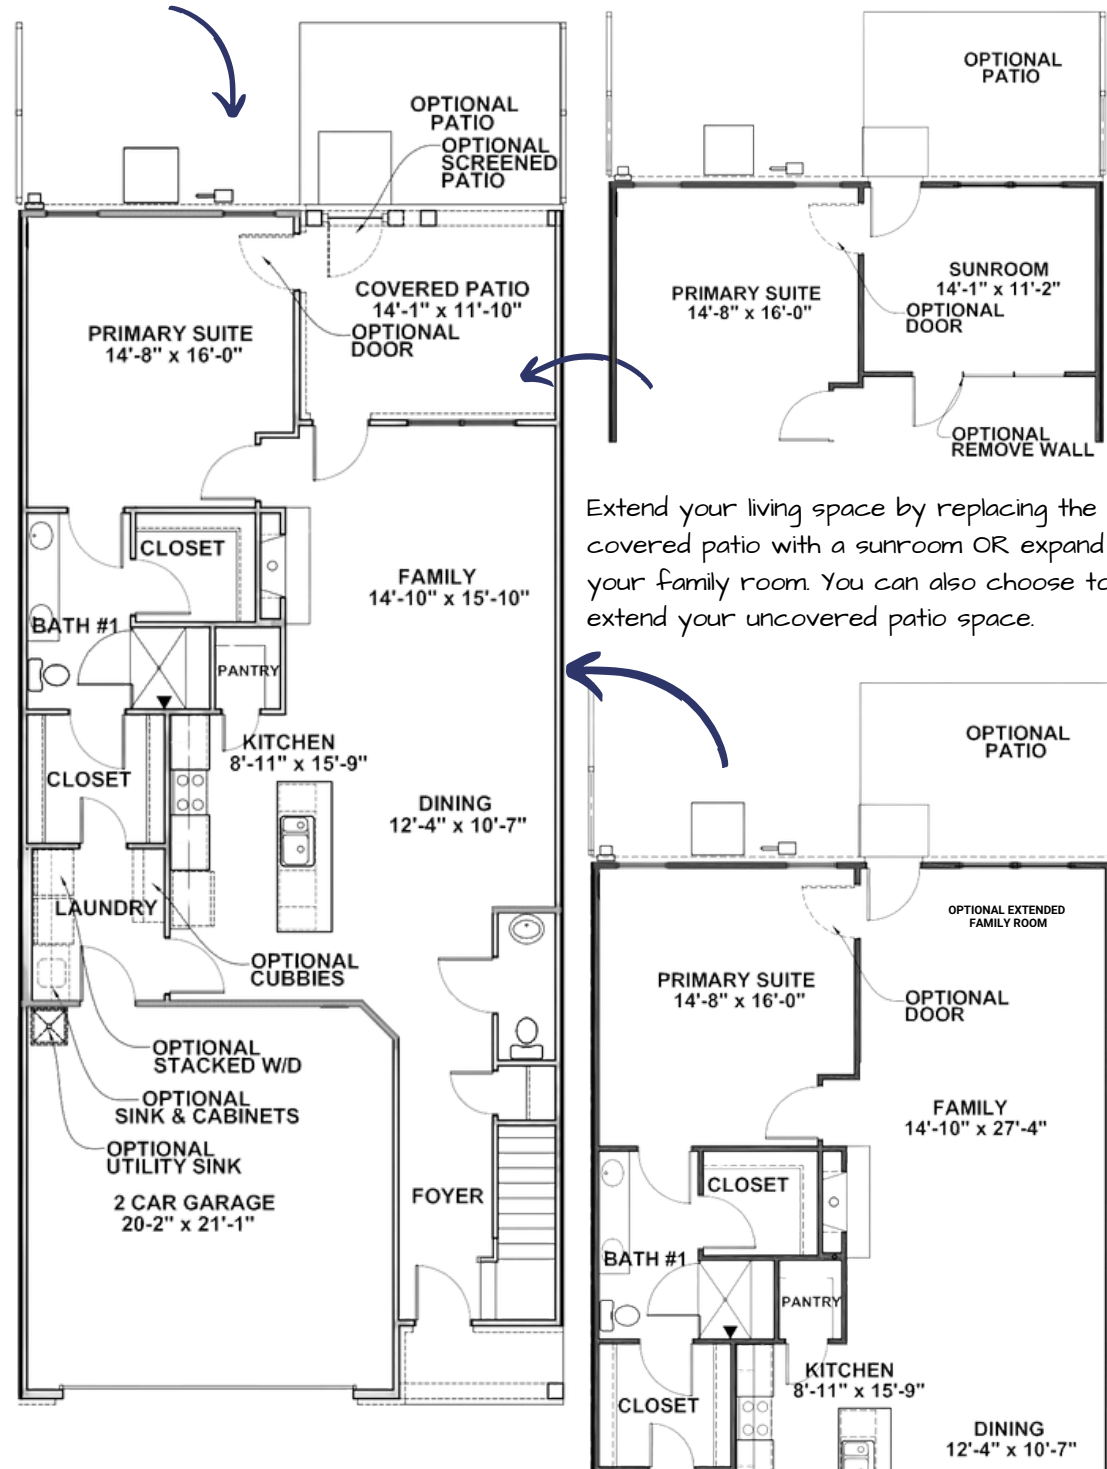 OPTIONAL
PATIO
OPTIONAL
SCREENED
PATIO
COVERED PATIO
14'-1" x 11'-10"
OPTIONAL
DOOR
PRIMARY SUITE
14'-8" x 16'-0"
CLOSET
FAMILY
14'-10" x 15'-10"
BATH #1
PANTRY
KITCHEN
8'-11" x 15'-9"
CLOSET
DINING
12'-4" x 10'-7"
LAUNDRY
OPTIONAL
CUBBIES
OPTIONAL
STACKED W/D
OPTIONAL
SINK & CABINETS
OPTIONAL
UTILITY SINK
2 CAR GARAGE
20-2" x 21'-1"
FOYER
OPTIONAL
PATIO
SUNROOM
14'-1" x 11'-2"
PRIMARY SUITE
14'-8" x 16'-0"
OPTIONAL
DOOR
OPTIONAL
REMOVE WALL
Extend your living space by replacing the
covered patio with a sunroom OR expand
your family room. You can also choose to
extend your uncovered patio space.
OPTIONAL
PATIO
OPTIONAL EXTENDED
FAMILY ROOM
PRIMARY SUITE
14'-8" x 16'-0"
OPTIONAL
DOOR
FAMILY
14'-10" x 27'-4"
CLOSET
BATH #1
PANTRY
KITCHEN
8'-11" x 15'-9"
CLOSET
DINING
12'-4" x 10'-7"